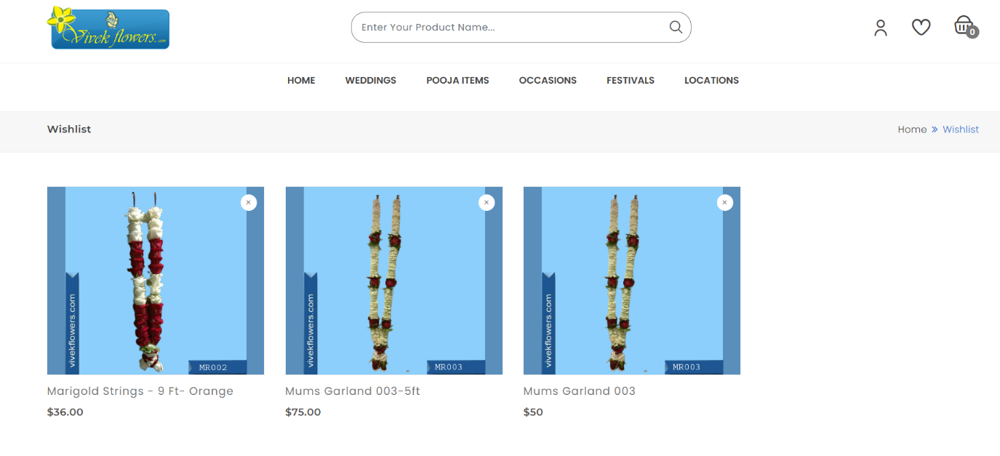 Vivek flowers.com
Enter Your Product Name...
0
HOME WEDDINGS POOJA ITEMS OCCASIONS FESTIVALS LOCATIONS
Wishlist
Home » Wishlist
×
×
×
vivekflowers.com
vivekflowers.com
vivekflowers.com
MR002
MR003
MR003
Marigold Strings - 9 Ft- Orange
Mums Garland 003-5ft
Mums Garland 003
$36.00
$75.00
$50